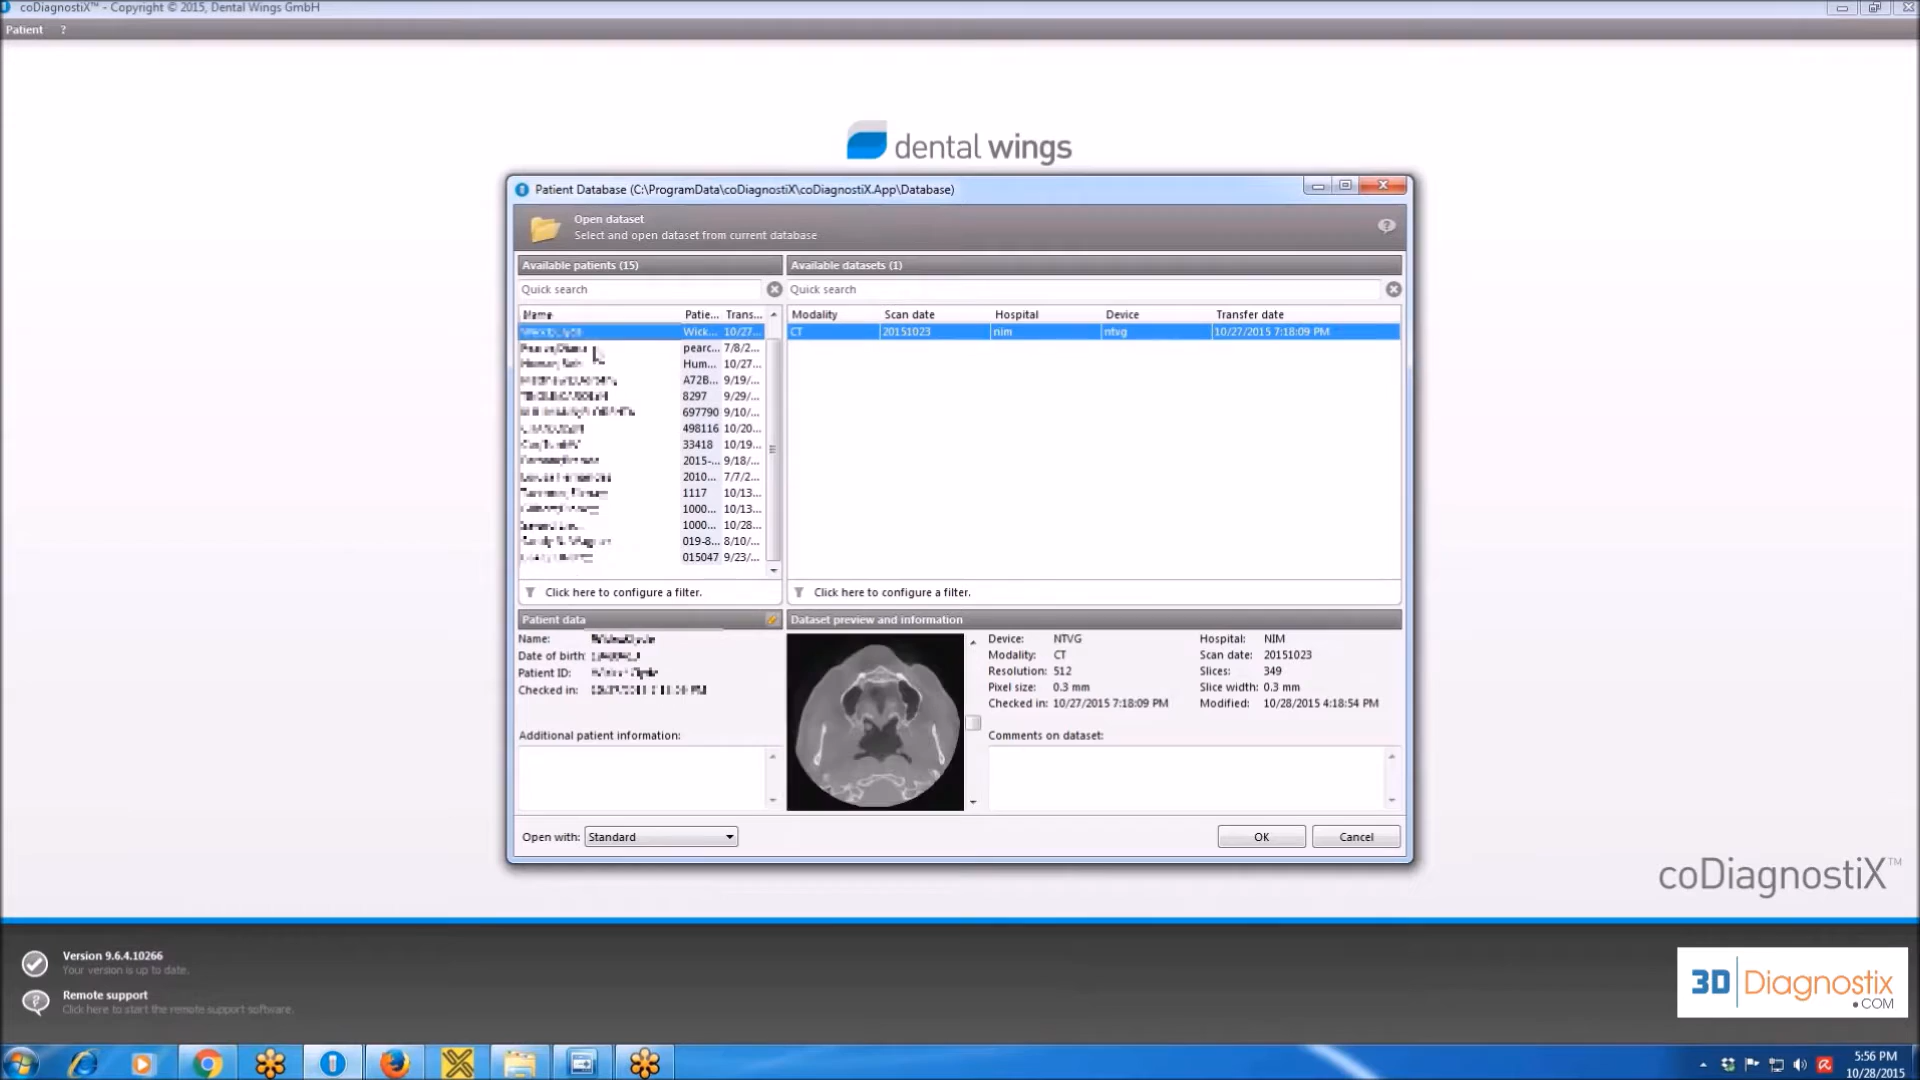 coDiagnostiX™ - Copyright © 2015, Dental Wings GmbH
Patient ?
dental wings
Patient Database (C:\ProgramData\coDiagnostiX\coDiagnostiX.App\Database)
Open dataset
Select and open dataset from current database
Available patients (15)
Available datasets (1)
Quick search
Quick search
Name Patie... Trans...
Modality Scan date Hospital Device Transfer date
Wick... 10/27...
CT 20151023 nim ntvg 10/27/2015 7:18:09 PM
pearc... 7/8/2...
Hum... 10/27...
A72B... 9/19/...
8297 9/29/...
697790 9/10/...
498116 10/20...
33418 10/19...
2015-... 9/18/...
2010... 7/7/2...
1117 10/13...
1000... 10/13...
1000... 10/28...
019-8... 8/10/...
015047 9/23/...
Click here to configure a filter.
Click here to configure a filter.
Patient data
Dataset preview and information
Name:
Date of birth:
Patient ID:
Checked in:
Additional patient information:
Device: NTVG
Modality: CT
Resolution: 512
Pixel size: 0.3 mm
Checked in: 10/27/2015 7:18:09 PM
Hospital: NIM
Scan date: 20151023
Slices: 349
Slice width: 0.3 mm
Modified: 10/28/2015 4:18:54 PM
Comments on dataset:
Open with: Standard
OK
Cancel
coDiagnostiX™
Version 9.6.4.10266
Your version is up to date.
Remote support
Click here to start the remote support software.
3D Diagnostix
.COM
5:56 PM
10/28/2015